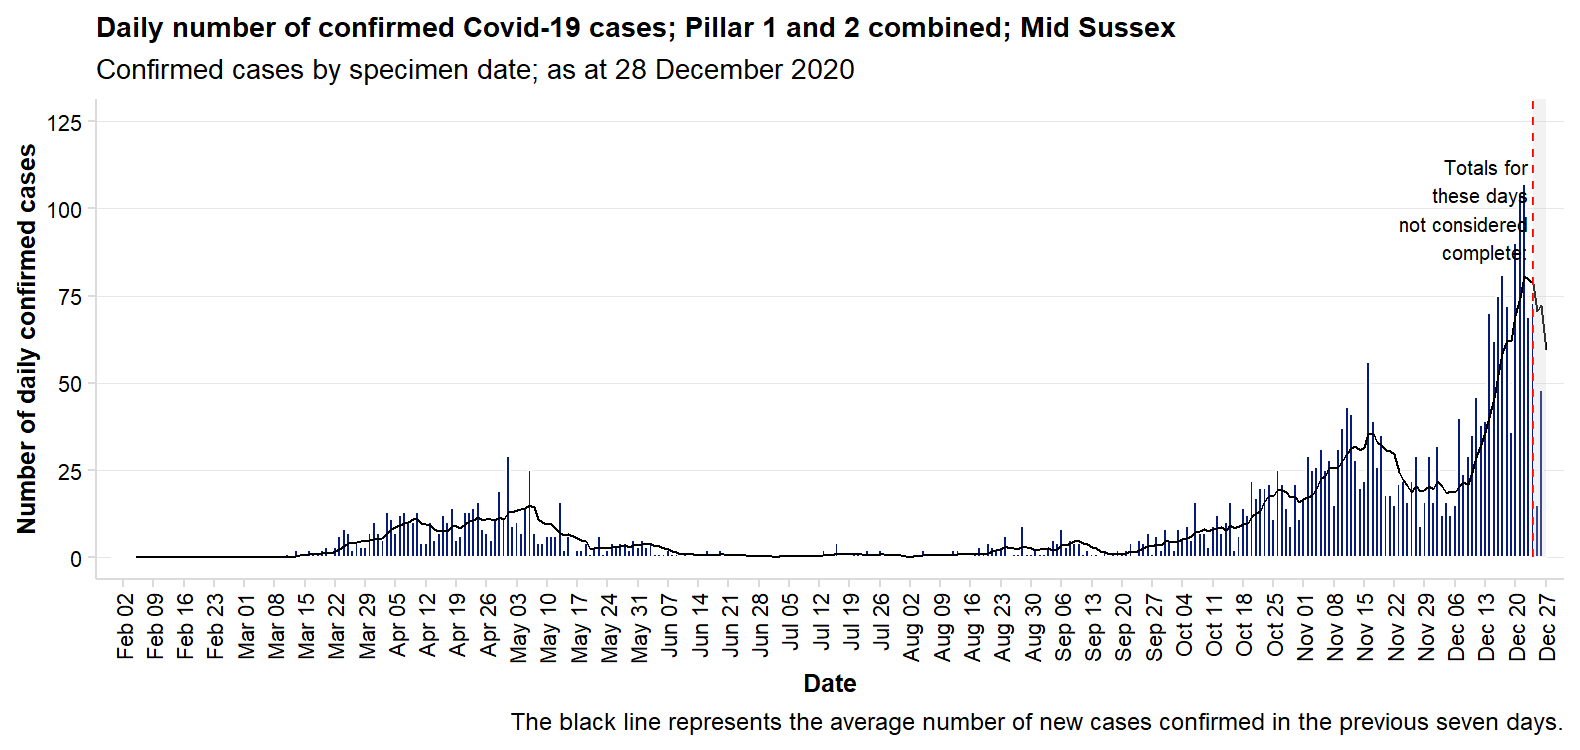 Daily number of confirmed Covid-19 cases; Pillar 1 and 2 combined; Mid Sussex
Confirmed cases by specimen date; as at 28 December 2020
Number of daily confirmed cases
125
100
75
50
25
0
Totals for
these days
not considered
complete.
Feb 02
Feb 09
Feb 16
Feb 23
Mar 01
Mar 08
Mar 15
Mar 22
Mar 29
Apr 05
Apr 12
Apr 19
Apr 26
May 03
May 10
May 17
May 24
May 31
Jun 07
Jun 14
Jun 21
Jun 28
Jul 05
Jul 12
Jul 19
Jul 26
Aug 02
Aug 09
Aug 16
Aug 23
Aug 30
Sep 06
Sep 13
Sep 20
Sep 27
Oct 04
Oct 11
Oct 18
Oct 25
Nov 01
Nov 08
Nov 15
Nov 22
Nov 29
Dec 06
Dec 13
Dec 20
Dec 27
Date
The black line represents the average number of new cases confirmed in the previous seven days.